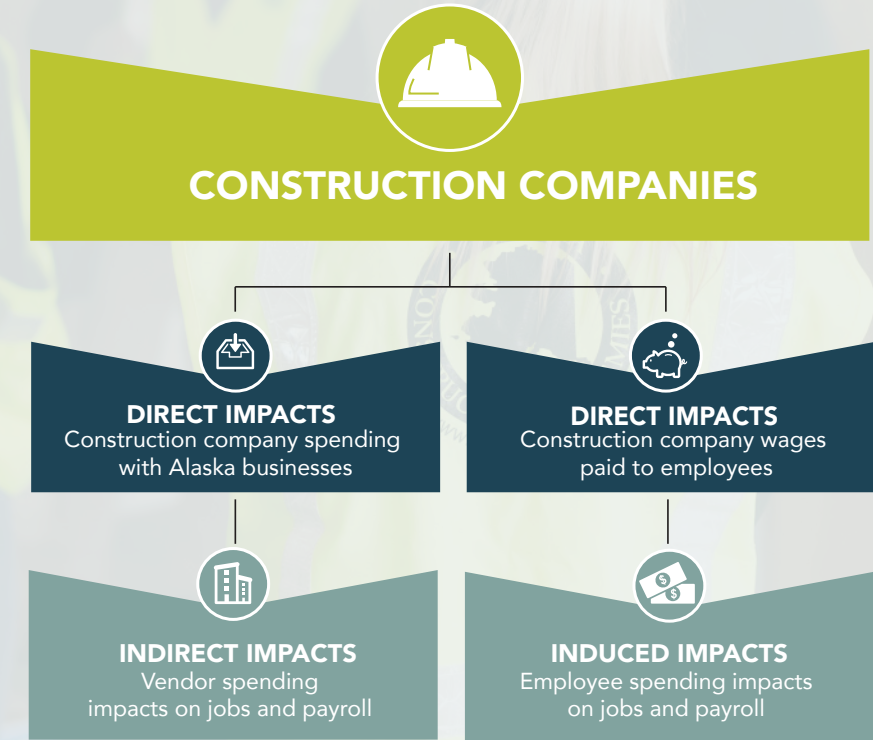 CONSTRUCTION COMPANIES
DIRECT IMPACTS
Construction company spending
with Alaska businesses
DIRECT IMPACTS
Construction company wages
paid to employees
INDIRECT IMPACTS
Vendor spending
impacts on jobs and payroll
INDUCED IMPACTS
Employee spending impacts
on jobs and payroll